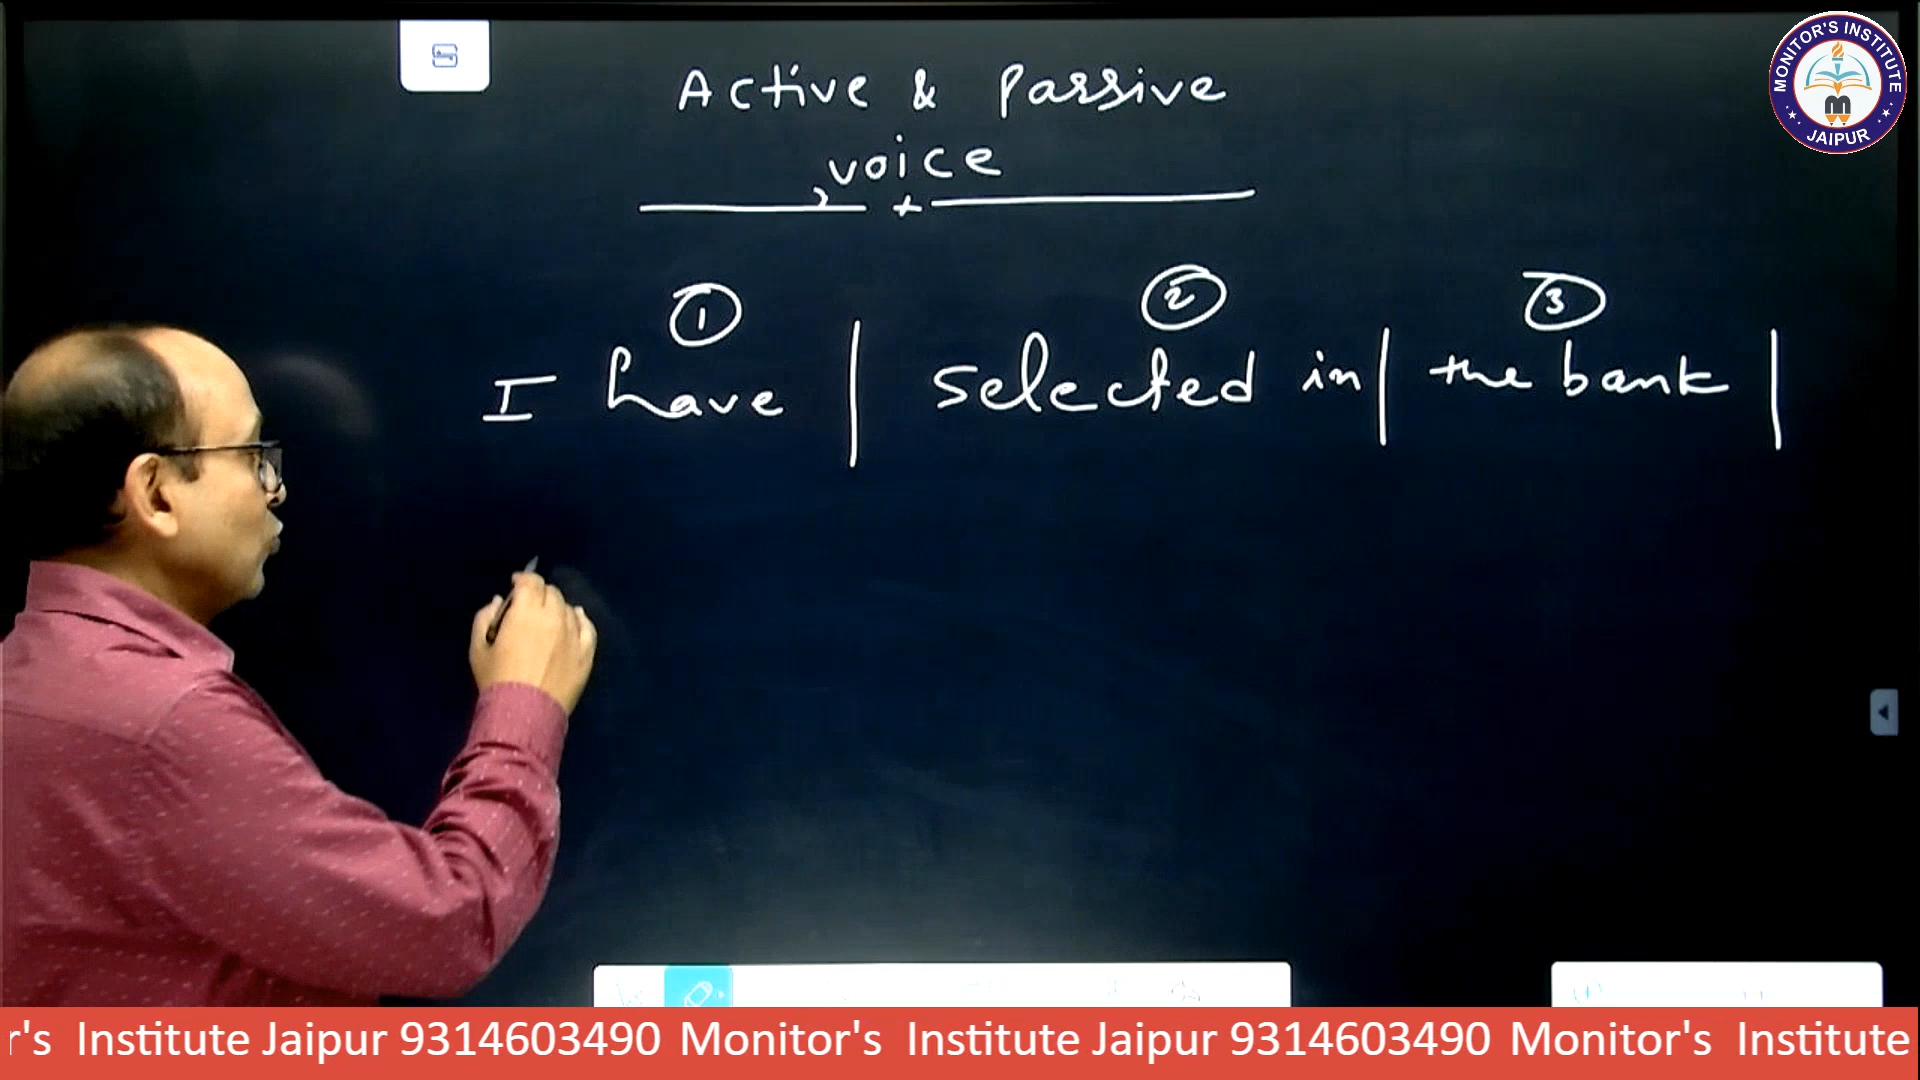 Active & Passive
voice
① ② ③
I have | selected in | the bank |
MONITOR'S INSTITUTE
JAIPUR
r's Institute Jaipur 9314603490 Monitor's Institute Jaipur 9314603490 Monitor's Institute